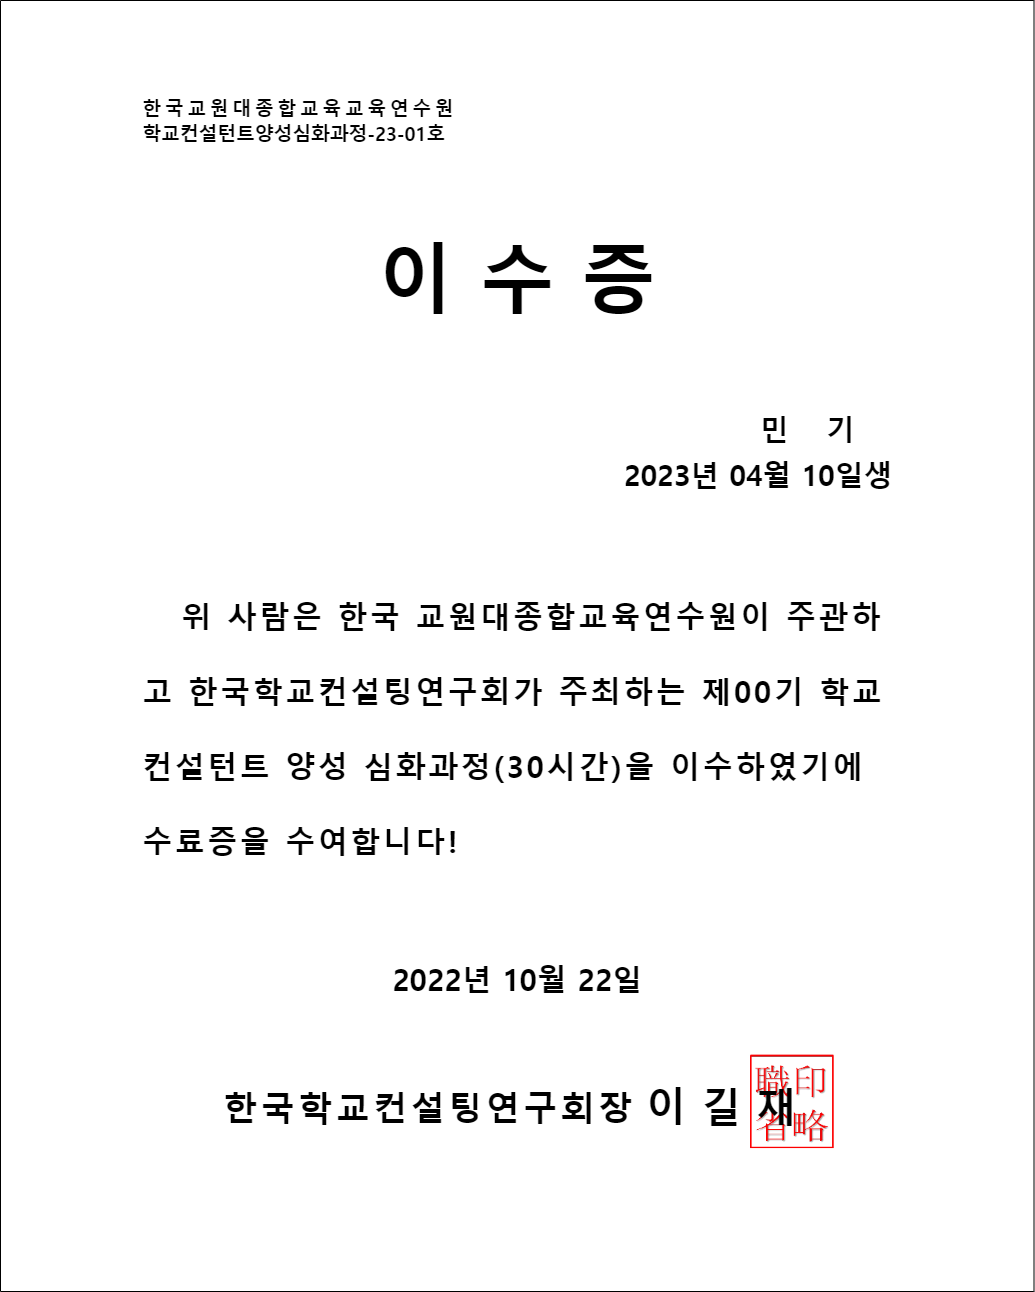 한국교원대종합교육교육연수원
학교컨설턴트양성심화과정-23-01호
이 수 증
민 기
2023년 04월 10일생
위 사람은 한국 교원대종합교육연수원이 주관하
고 한국학교컨설팅연구회가 주최하는 제00기 학교
컨설턴트 양성 심화과정(30시간)을 이수하였기에
수료증을 수여합니다!
2022년 10월 22일
한국학교컨설팅연구회장 이 길 재
職印
省略